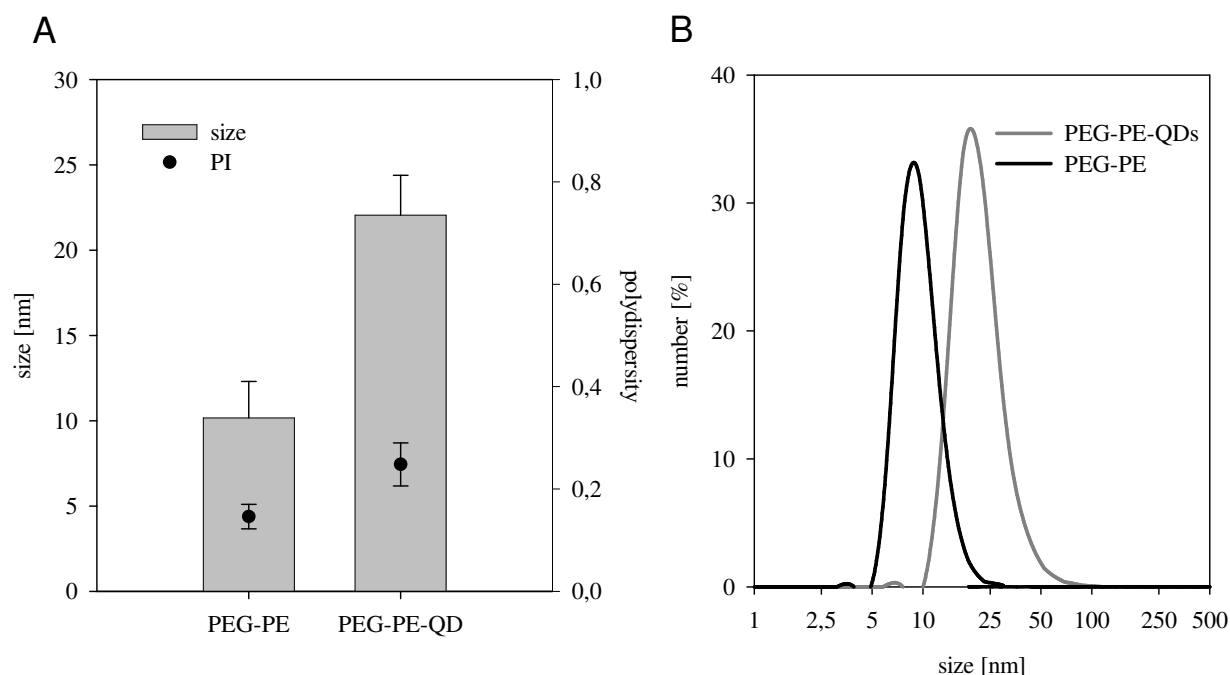 A
30
25
20
15
10
5
0
size [nm]
1,0
0,8
0,6
0,4
0,2
0,0
polydispersity
size
PI
PEG-PE
PEG-PE-QD
B
40
30
20
10
0
number [%]
PEG-PE-QDs
PEG-PE
1 2,5 5 10 25 50 100 250 500
size [nm]